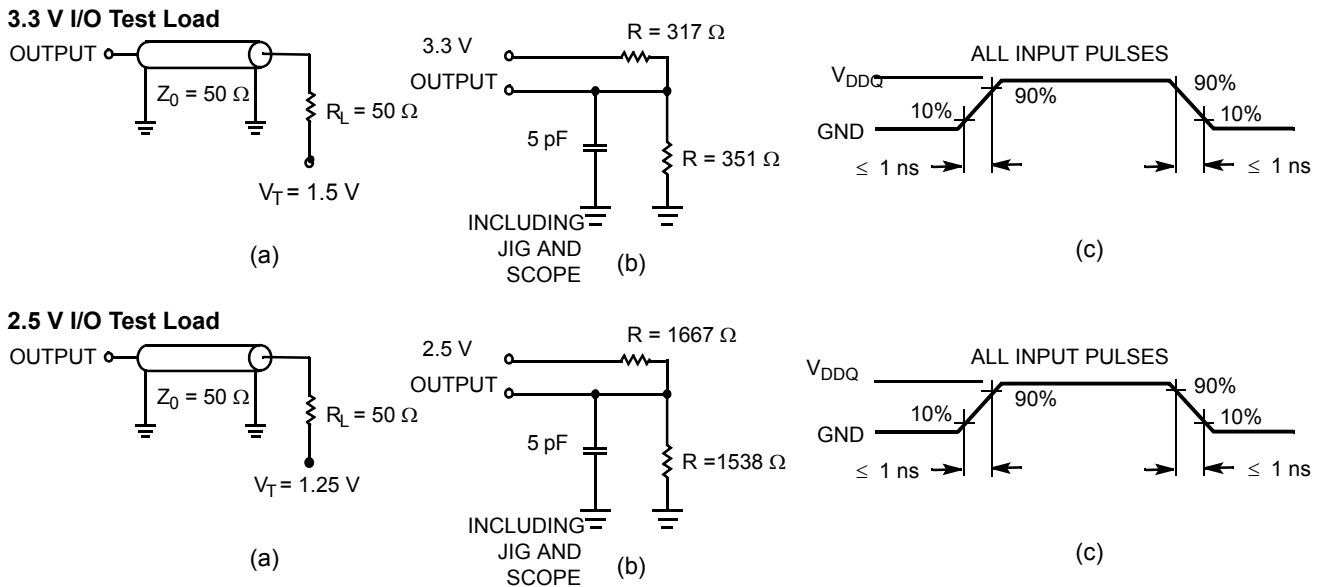 3.3 V I/O Test Load
OUTPUT
Z0 = 50 Ω
RL = 50 Ω
VT = 1.5 V
(a)
R = 317 Ω
3.3 V
OUTPUT
5 pF
R = 351 Ω
INCLUDING
JIG AND
SCOPE
(b)
ALL INPUT PULSES
VDDQ
GND
10%
90%
90%
10%
≤ 1 ns
≤ 1 ns
(c)
2.5 V I/O Test Load
OUTPUT
Z0 = 50 Ω
RL = 50 Ω
VT = 1.25 V
(a)
R = 1667 Ω
2.5 V
OUTPUT
5 pF
R =1538 Ω
INCLUDING
JIG AND
SCOPE
(b)
ALL INPUT PULSES
VDDQ
GND
10%
90%
90%
10%
≤ 1 ns
≤ 1 ns
(c)